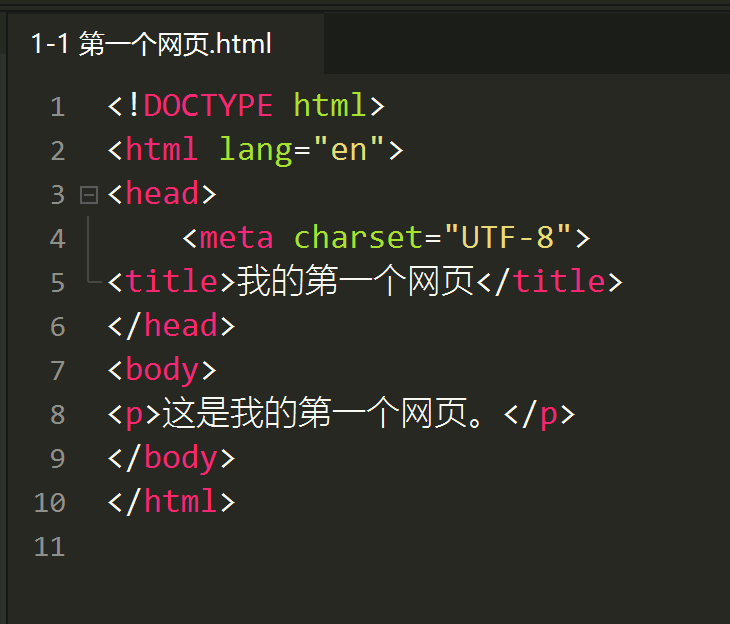 1-1 第一个网页.html
1 <!DOCTYPE html>
2 <html lang="en">
3 <head>
4     <meta charset="UTF-8">
5 <title>我的第一个网页</title>
6 </head>
7 <body>
8 <p>这是我的第一个网页。</p>
9 </body>
10 </html>
11